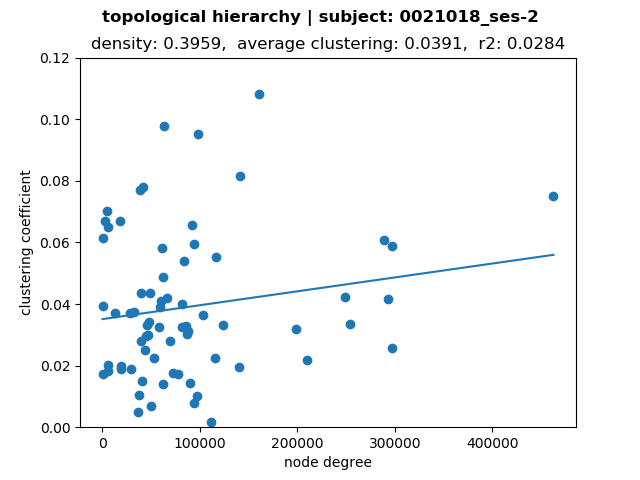 topological hierarchy | subject: 0021018_ses-2
density: 0.3959,  average clustering: 0.0391,  r2: 0.0284
0.12
0.10
0.08
0.06
0.04
0.02
0.00
clustering coefficient
0 100000 200000 300000 400000
node degree